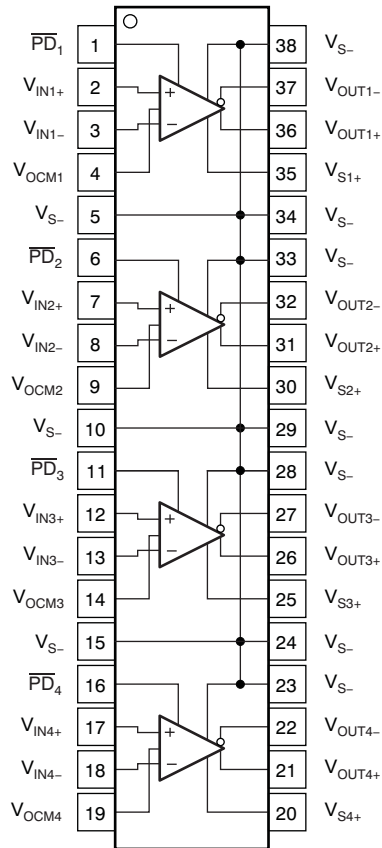 PD1 1 38 VS-
VIN1+ 2 + 37 VOUT1-
VIN1- 3 - 36 VOUT1+
VOCM1 4 35 VS1+
VS- 5 34 VS-
PD2 6 33 VS-
VIN2+ 7 + 32 VOUT2-
VIN2- 8 - 31 VOUT2+
VOCM2 9 30 VS2+
VS- 10 29 VS-
PD3 11 28 VS-
VIN3+ 12 + 27 VOUT3-
VIN3- 13 - 26 VOUT3+
VOCM3 14 25 VS3+
VS- 15 24 VS-
PD4 16 23 VS-
VIN4+ 17 + 22 VOUT4-
VIN4- 18 - 21 VOUT4+
VOCM4 19 20 VS4+